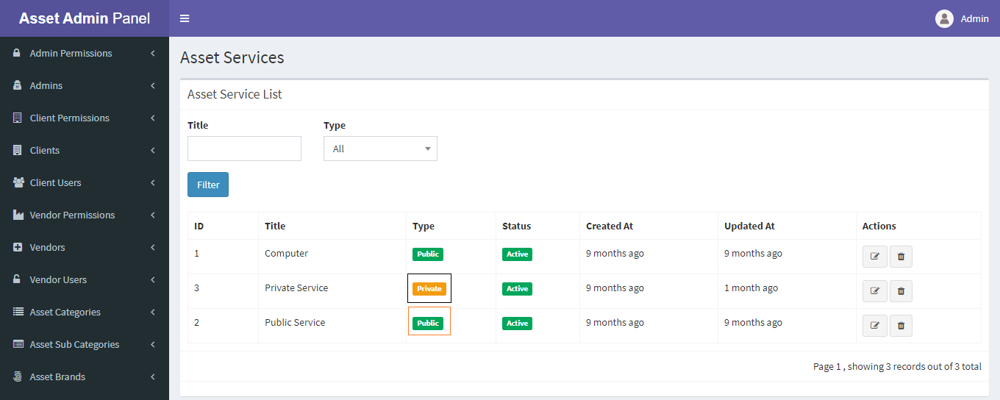 Asset Admin Panel
Admin
Admin Permissions
Admins
Client Permissions
Clients
Client Users
Vendor Permissions
Vendors
Vendor Users
Asset Categories
Asset Sub Categories
Asset Brands
Asset Services
Asset Service List
Title Type
All
Filter
ID Title Type Status Created At Updated At Actions
1 Computer Public Active 9 months ago 9 months ago
3 Private Service Private Active 9 months ago 1 month ago
2 Public Service Public Active 9 months ago 9 months ago
Page 1 , showing 3 records out of 3 total